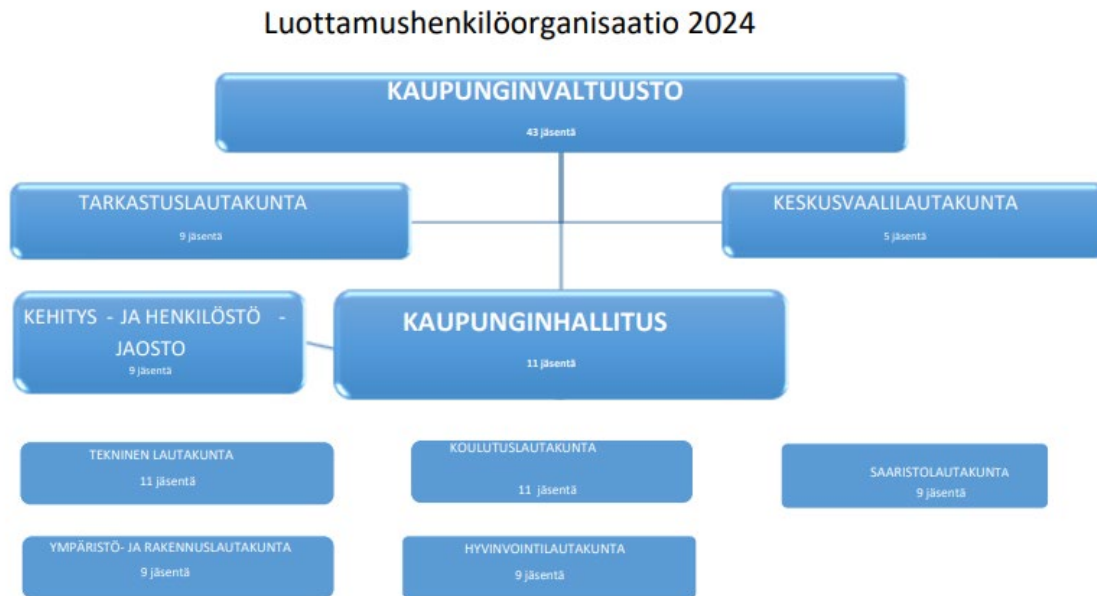 Luottamushenkilöorganisaatio 2024
KAUPUNGINVALTUUSTO
43 jäsentä
TARKASTUSLAUTAKUNTA
9 jäsentä
KESKUSVAALILAUTAKUNTA
5 jäsentä
KEHITYS - JA HENKILÖSTÖ -
JAOSTO
9 jäsentä
KAUPUNGINHALLITUS
11 jäsentä
TEKNINEN LAUTAKUNTA
11 jäsentä
KOULUTUSLAUTAKUNTA
11 jäsentä
SAARISTOLAUTAKUNTA
9 jäsentä
YMPÄRISTÖ- JA RAKENNUSLAUTAKUNTA
9 jäsentä
HYVINVOINTILAUTAKUNTA
9 jäsentä